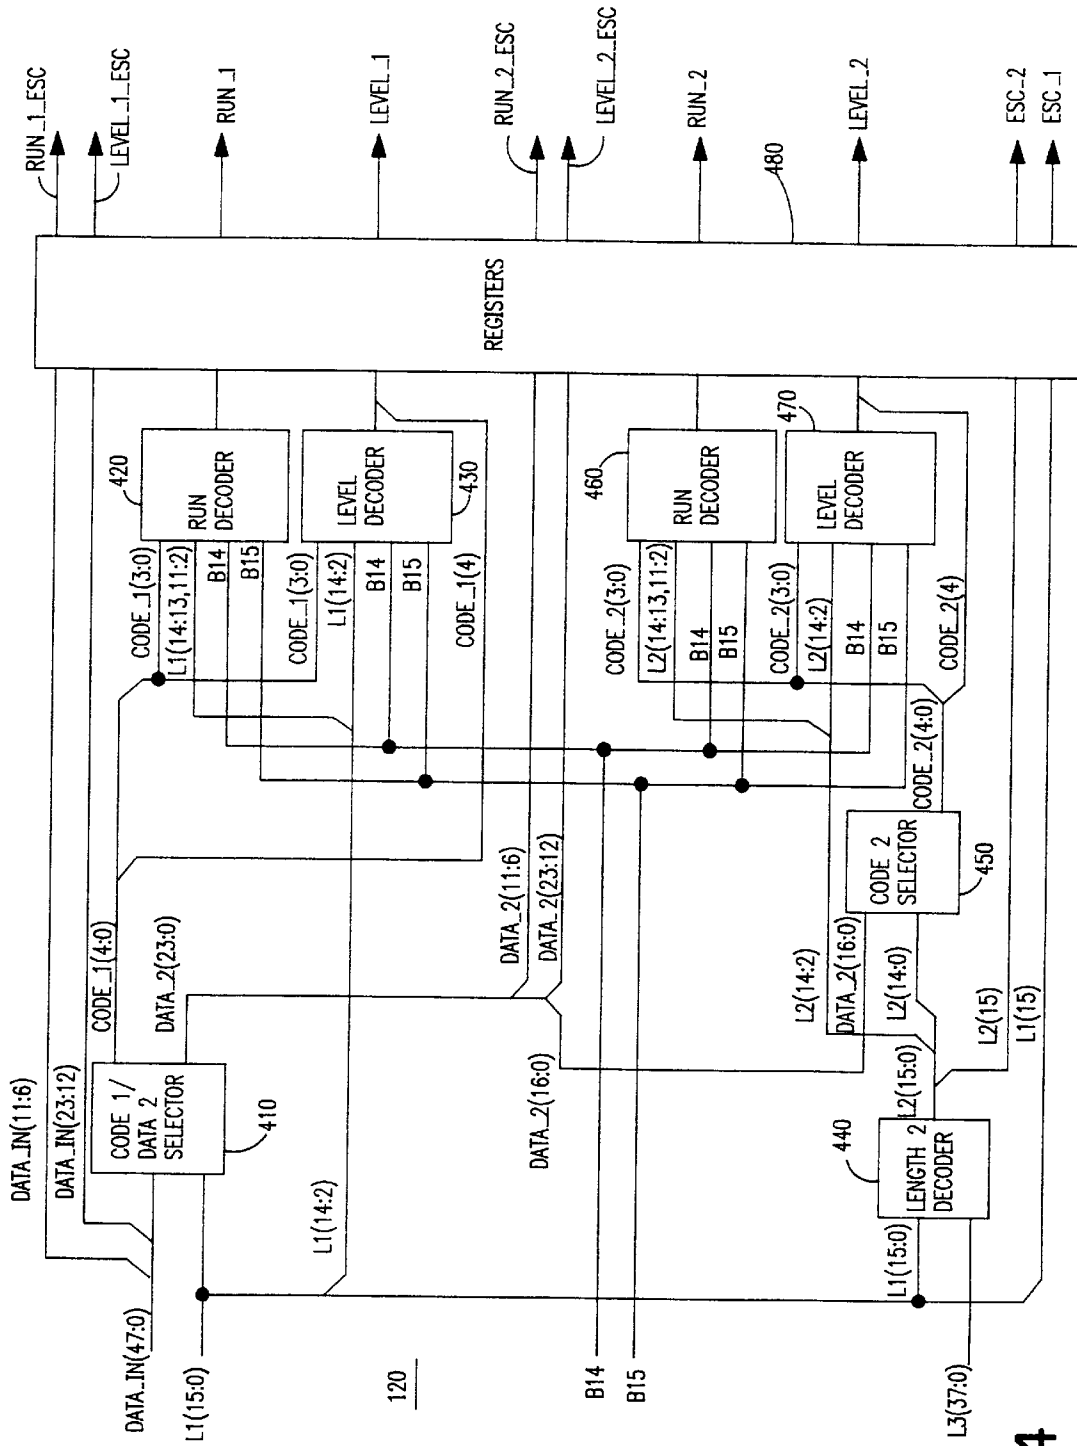 RUN_1_ESC
LEVEL_1_ESC
RUN_1
LEVEL_1
RUN_2_ESC
LEVEL_2_ESC
RUN_2
LEVEL_2
ESC_2
ESC_1
480
REGISTERS
420
RUN
DECODER
430
LEVEL
DECODER
460
RUN
DECODER
470
LEVEL
DECODER
CODE_1(3:0)
L1(14:13,11:2)
B14
B15
CODE_1(3:0)
L1(14:2)
B14
B15
CODE_1(4)
CODE_2(3:0)
L2(14:13,11:2)
B14
B15
CODE_2(3:0)
L2(14:2)
B14
B15
CODE_2(4)
CODE_1(4:0)
DATA_2(23:0)
DATA_2(11:6)
DATA_2(23:12)
CODE_2(4:0)
CODE 2
SELECTOR
450
L2(14:2)
DATA_2(16:0)
L2(14:0)
L2(15)
L1(15)
DATA_IN(11:6)
DATA_IN(23:12)
CODE 1/
DATA 2
SELECTOR
410
DATA_2(16:0)
L2(15:0)
440
LENGTH 2
DECODER
L1(14:2)
L1(15:0)
DATA_IN(47:0)
L1(15:0)
120
B14
B15
L3(37:0)
4